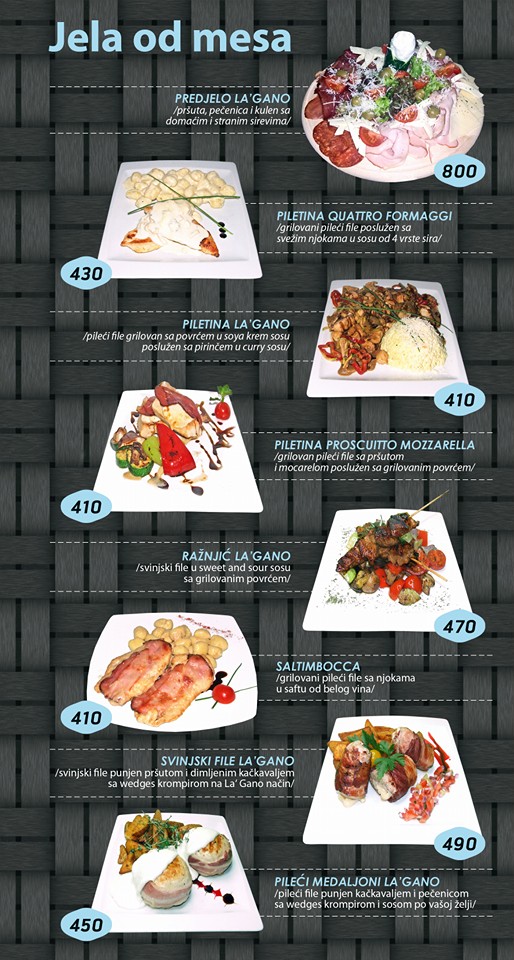 Jela od mesa
PREDJELO LA'GANO
/pršuta, pečenica i kulen sa
domaćim i stranim sirevima/
800
PILETINA QUATTRO FORMAGGI
/grilovani pileći file poslužen sa
svežim njokama u sosu od 4 vrste sira/
430
PILETINA LA'GANO
/pileći file grilovan sa povrćem u soya krem sosu
poslužen sa pirinčem u curry sosu/
410
PILETINA PROSCUITTO MOZZARELLA
/grilovan pileći file sa pršutom
i mocarelom poslužen sa grilovanim povrćem/
410
RAŽNJIĆ LA'GANO
/svinjski file u sweet and sour sosu
sa grilovanim povrćem/
470
SALTIMBOCCA
/grilovani pileći file sa njokama
u saftu od belog vina/
410
SVINJSKI FILE LA'GANO
/svinjski file punjen pršutom i dimljenim kačkavaljem
sa wedges krompirom na La' Gano način/
490
PILEĆI MEDALJONI LA'GANO
/pileći file punjen kačkavaljem i pečenicom
sa wedges krompirom i sosom po vašoj želji/
450